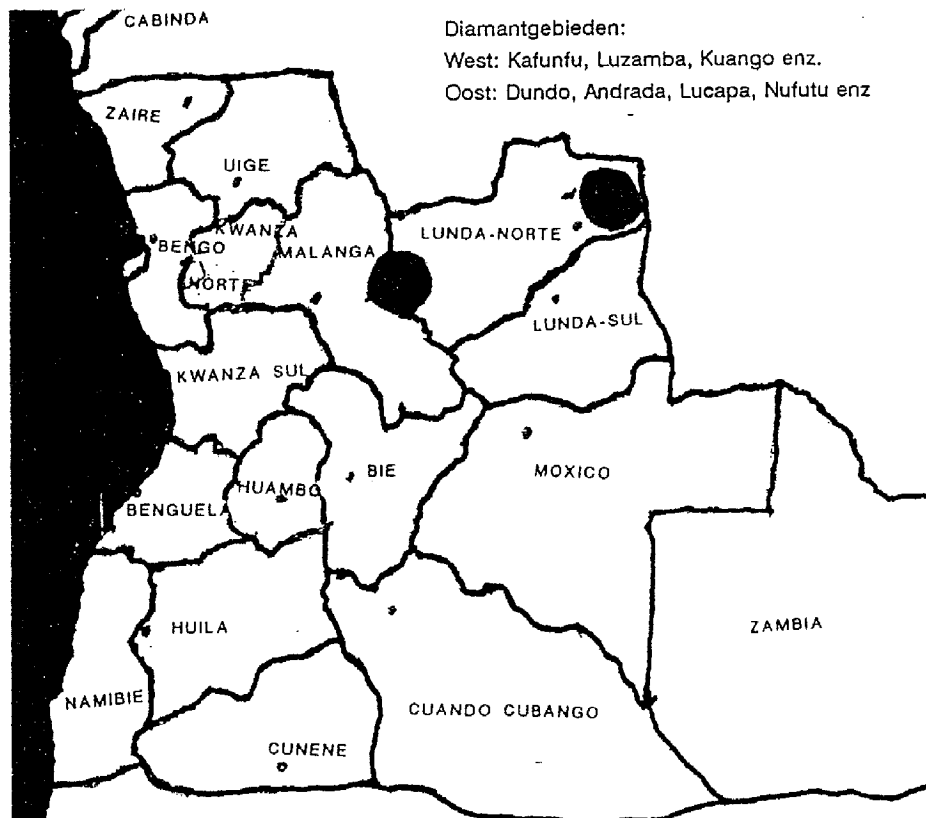 CABINDA
Diamantgebieden:
West: Kafunfu, Luzamba, Kuango enz.
Oost: Dundo, Andrada, Lucapa, Nufutu enz
ZAIRE
UIGE
KWANZA
NORTE
BENGO
MALANGA
LUNDA-NORTE
LUNDA-SUL
KWANZA SUL
BIE
MOXICO
HUAMBO
BENGUELA
HUILA
ZAMBIA
NAMIBIE
CUANDO CUBANGO
CUNENE